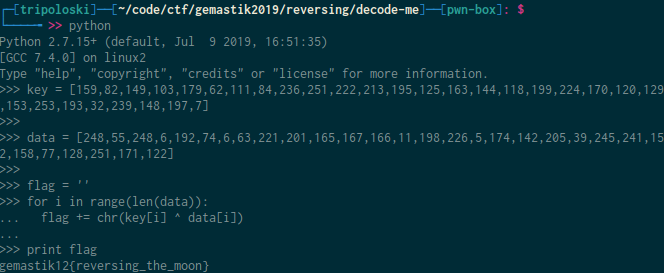 ┌─[tripoloski]──[~/code/ctf/gemastik2019/reversing/decode-me]──[pwn-box]: $
└──╼ >> python
Python 2.7.15+ (default, Jul  9 2019, 16:51:35)
[GCC 7.4.0] on linux2
Type "help", "copyright", "credits" or "license" for more information.
>>> key = [159,82,149,103,179,62,111,84,236,251,222,213,195,125,163,144,118,199,224,170,120,129
,153,253,193,32,239,148,197,7]
>>>
>>> data = [248,55,248,6,192,74,6,63,221,201,165,167,166,11,198,226,5,174,142,205,39,245,241,15
2,158,77,128,251,171,122]
>>>
>>> flag = ''
>>> for i in range(len(data)):
...   flag += chr(key[i] ^ data[i])
...
>>> print flag
gemastik12{reversing_the_moon}